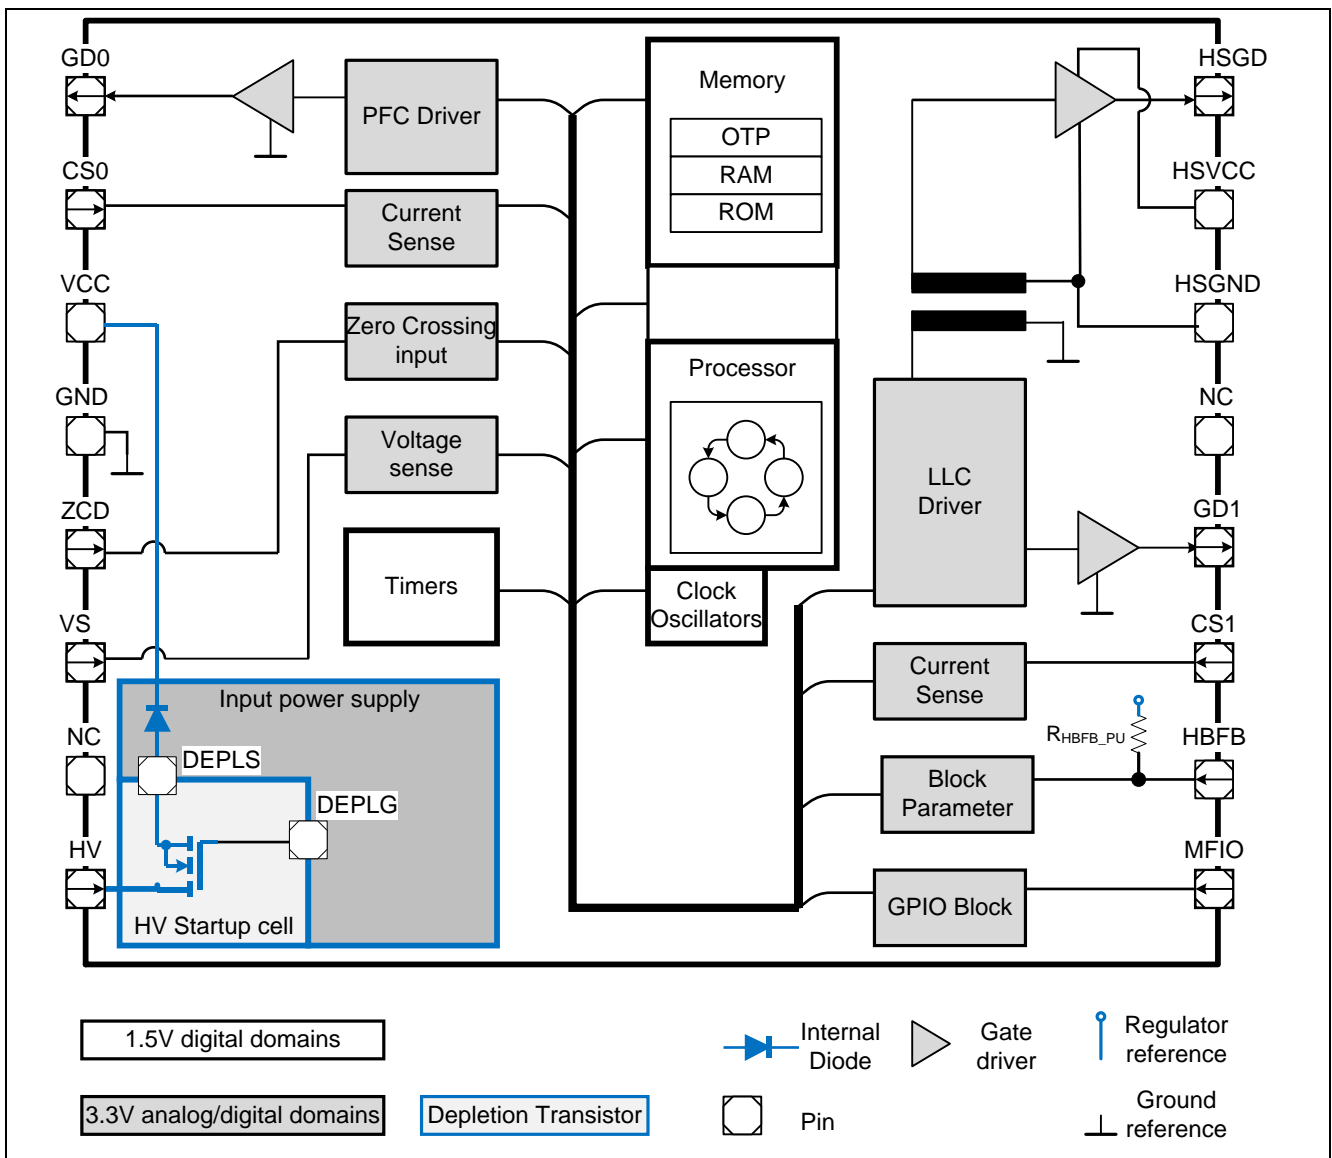 GD0
HSGD
PFC Driver
Memory
OTP
RAM
ROM
CS0
HSVCC
Current
Sense
VCC
HSGND
Zero Crossing
input
Processor
GND
NC
Voltage
sense
LLC
Driver
ZCD
GD1
Timers
Clock
Oscillators
VS
CS1
Current
Sense
Input power supply
NC
DEPLS
RHBFB_PU
HBFB
Block
Parameter
DEPLG
HV
MFIO
HV Startup cell
GPIO Block
1.5V digital domains
Internal
Diode
Gate
driver
Regulator
reference
3.3V analog/digital domains
Depletion Transistor
Pin
Ground
reference